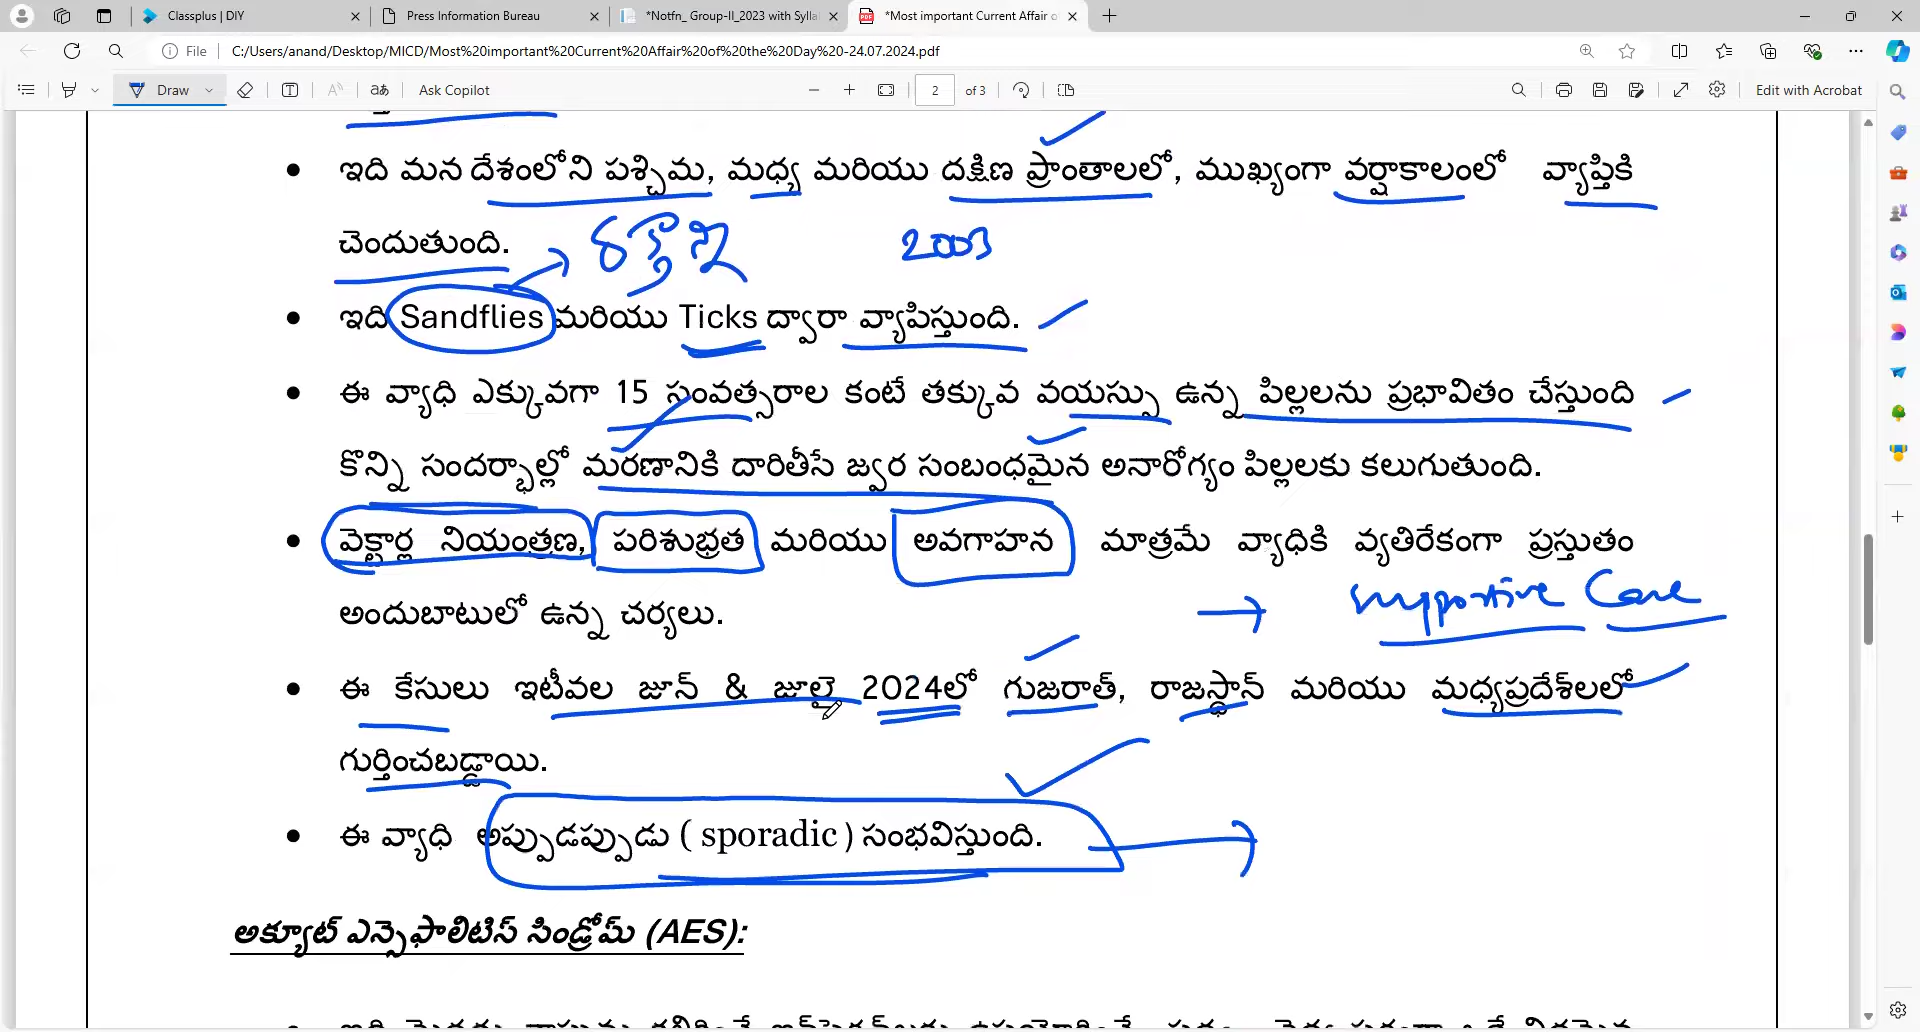 Classplus | DIY
Press Information Bureau
*Notfn_ Group-II_2023 with Sylla
*Most important Current Affair o
File
C:/Users/anand/Desktop/MICD/Most%20important%20Current%20Affair%20of%20the%20Day%20-24.07.2024.pdf
Draw
Ask Copilot
2
of 3
Edit with Acrobat
• ఇది మన దేశంలోని పశ్చిమ, మధ్య మరియు దక్షిణ ప్రాంతాలలో, ముఖ్యంగా వర్షాకాలంలో వ్యాప్తికి
చెందుతుంది.
2003
• ఇది Sandflies మరియు Ticks ద్వారా వ్యాపిస్తుంది.
• ఈ వ్యాధి ఎక్కువగా 15 సంవత్సరాల కంటే తక్కువ వయస్సు ఉన్న పిల్లలను ప్రభావితం చేస్తుంది
కొన్ని సందర్భాల్లో మరణానికి దారితీసే జ్వర సంబంధమైన అనారోగ్యం పిల్లలకు కలుగుతుంది.
• వెక్టార్ల నియంత్రణ, పరిశుభ్రత మరియు అవగాహన మాత్రమే వ్యాధికి వ్యతిరేకంగా ప్రస్తుతం
అందుబాటులో ఉన్న చర్యలు.
supportive Care
• ఈ కేసులు ఇటీవల జూన్ & జూలై 2024లో గుజరాత్, రాజస్థాన్ మరియు మధ్యప్రదేశ్‌లలో
గుర్తించబడ్డాయి.
• ఈ వ్యాధి అప్పుడప్పుడు ( sporadic ) సంభవిస్తుంది.
అక్యూట్ ఎన్సెఫాలిటిస్ సిండ్రోమ్ (AES):